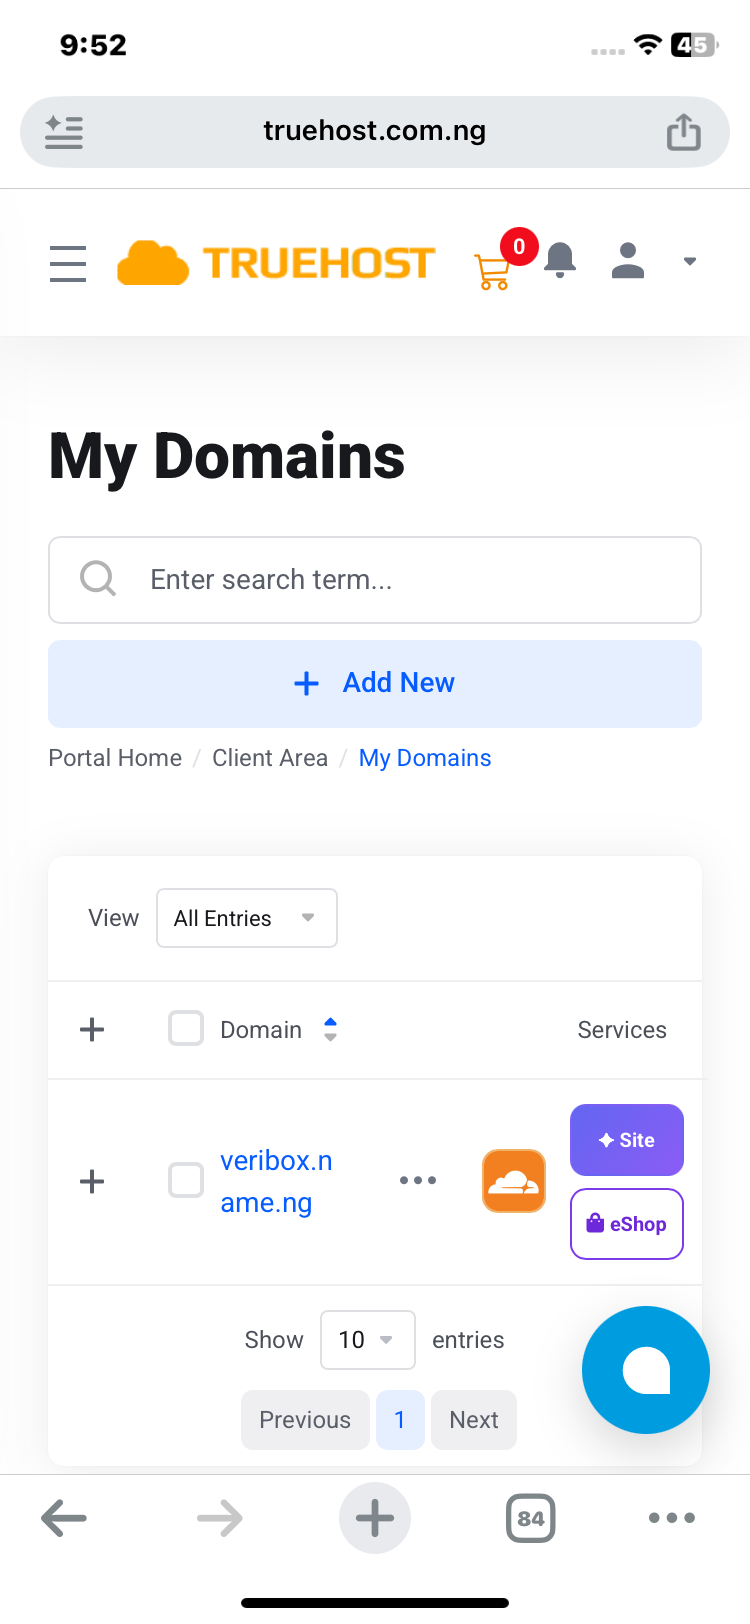 9:52
45
truehost.com.ng
TRUEHOST
0
My Domains
Enter search term...
+ Add New
Portal Home / Client Area / My Domains
View All Entries
Domain Services
veribox.n
ame.ng
Site
eShop
Show 10 entries
Previous 1 Next
84